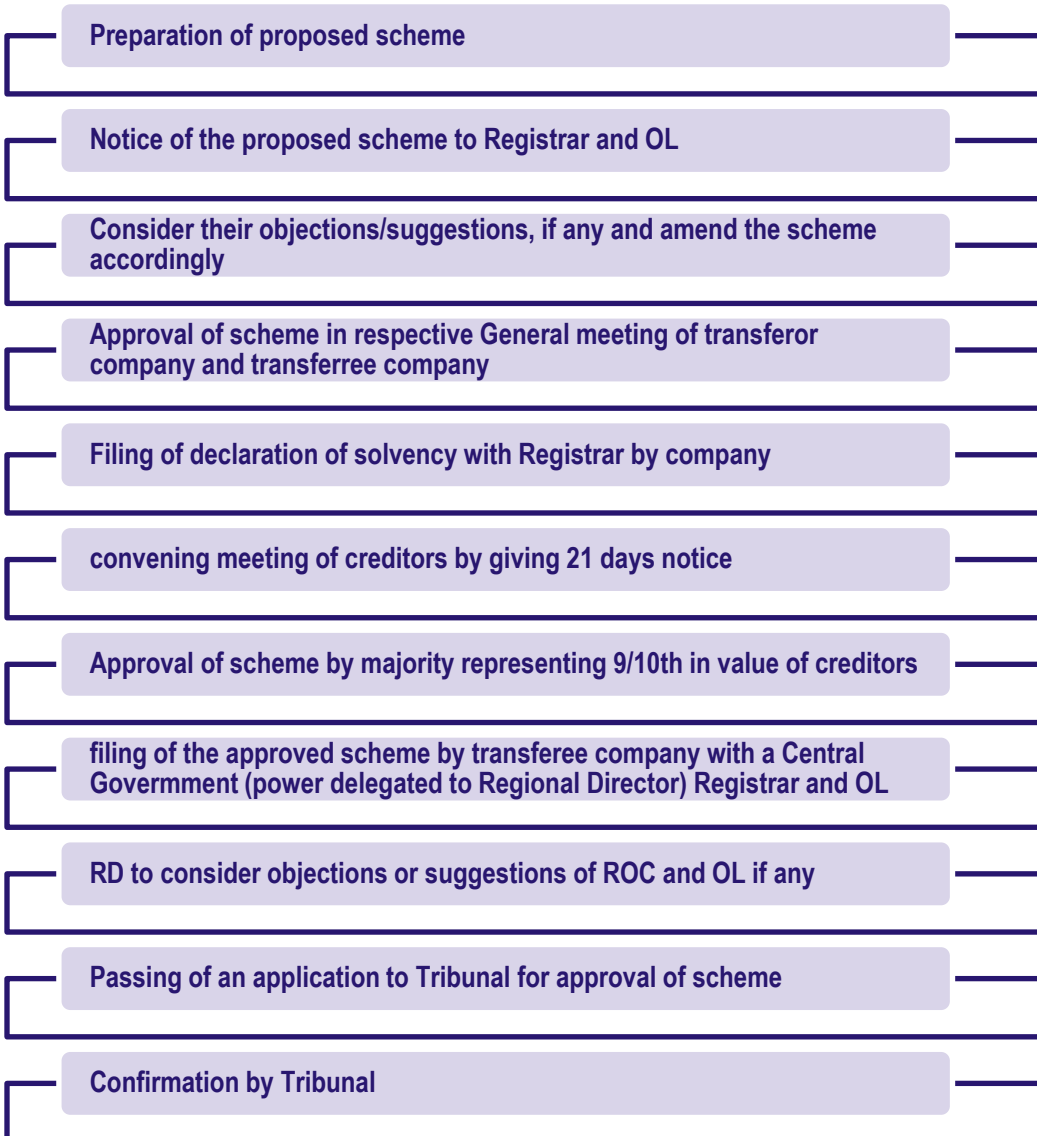 Preparation of proposed scheme
Notice of the proposed scheme to Registrar and OL
Consider their objections/suggestions, if any and amend the scheme
accordingly
Approval of scheme in respective General meeting of transferor
company and transferree company
Filing of declaration of solvency with Registrar by company
convening meeting of creditors by giving 21 days notice
Approval of scheme by majority representing 9/10th in value of creditors
filing of the approved scheme by transferee company with a Central
Govermment (power delegated to Regional Director) Registrar and OL
RD to consider objections or suggestions of ROC and OL if any
Passing of an application to Tribunal for approval of scheme
Confirmation by Tribunal